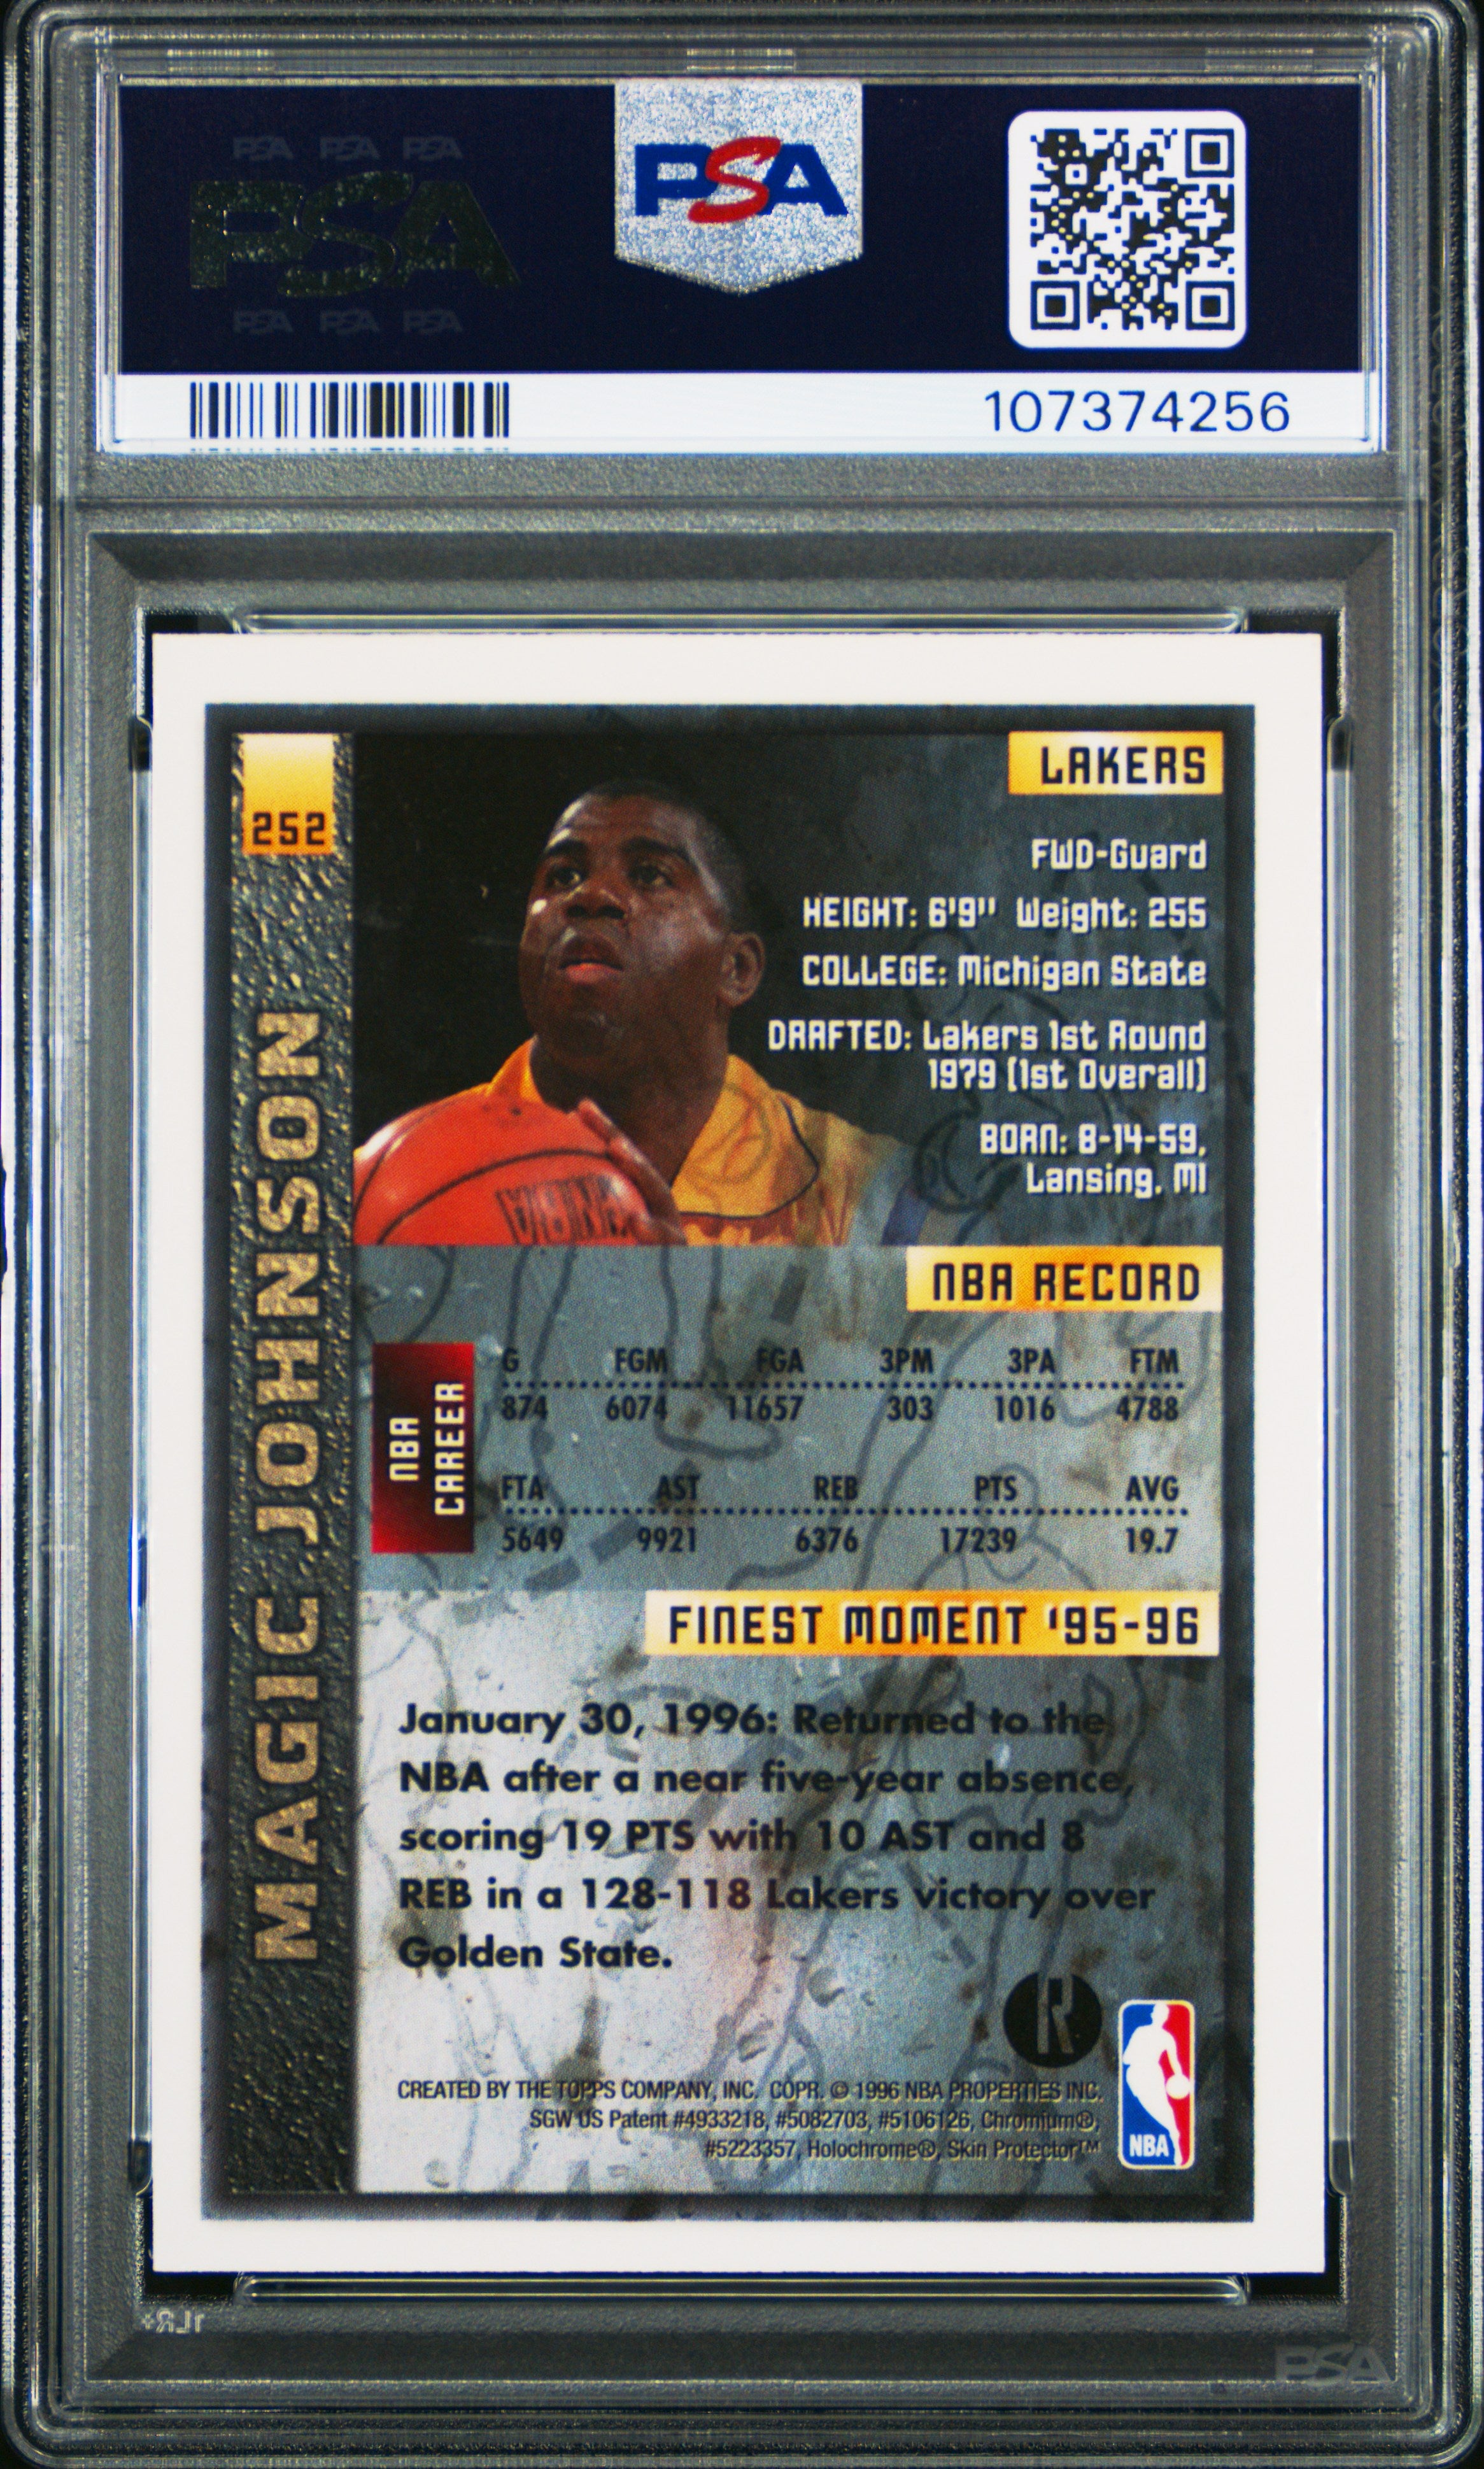 PSA PSA PSA
PSA
PSA PSA PSA
PSA
107374256
252
MAGIC JOHNSON
LAKERS
FWD-Guard
HEIGHT: 6'9" Weight: 255
COLLEGE: Michigan State
DRAFTED: Lakers 1st Round
1979 (1st Overall)
BORN: 8-14-59,
Lansing, MI
NBA RECORD
NBA
CAREER
G FGM FGA 3PM 3PA FTM
874 6074 11657 303 1016 4788
FTA AST REB PTS AVG
5649 9921 6376 17239 19.7
FINEST MOMENT '95-96
January 30, 1996: Returned to the
NBA after a near five-year absence,
scoring 19 PTS with 10 AST and 8
REB in a 128-118 Lakers victory over
Golden State.
R
CREATED BY THE TOPPS COMPANY, INC. COPR. © 1996 NBA PROPERTIES INC.
SGW US Patent #4933218, #5082703, #5106126, Chromium®,
#5223357, Holochrome®, Skin Protector™
NBA
PSA